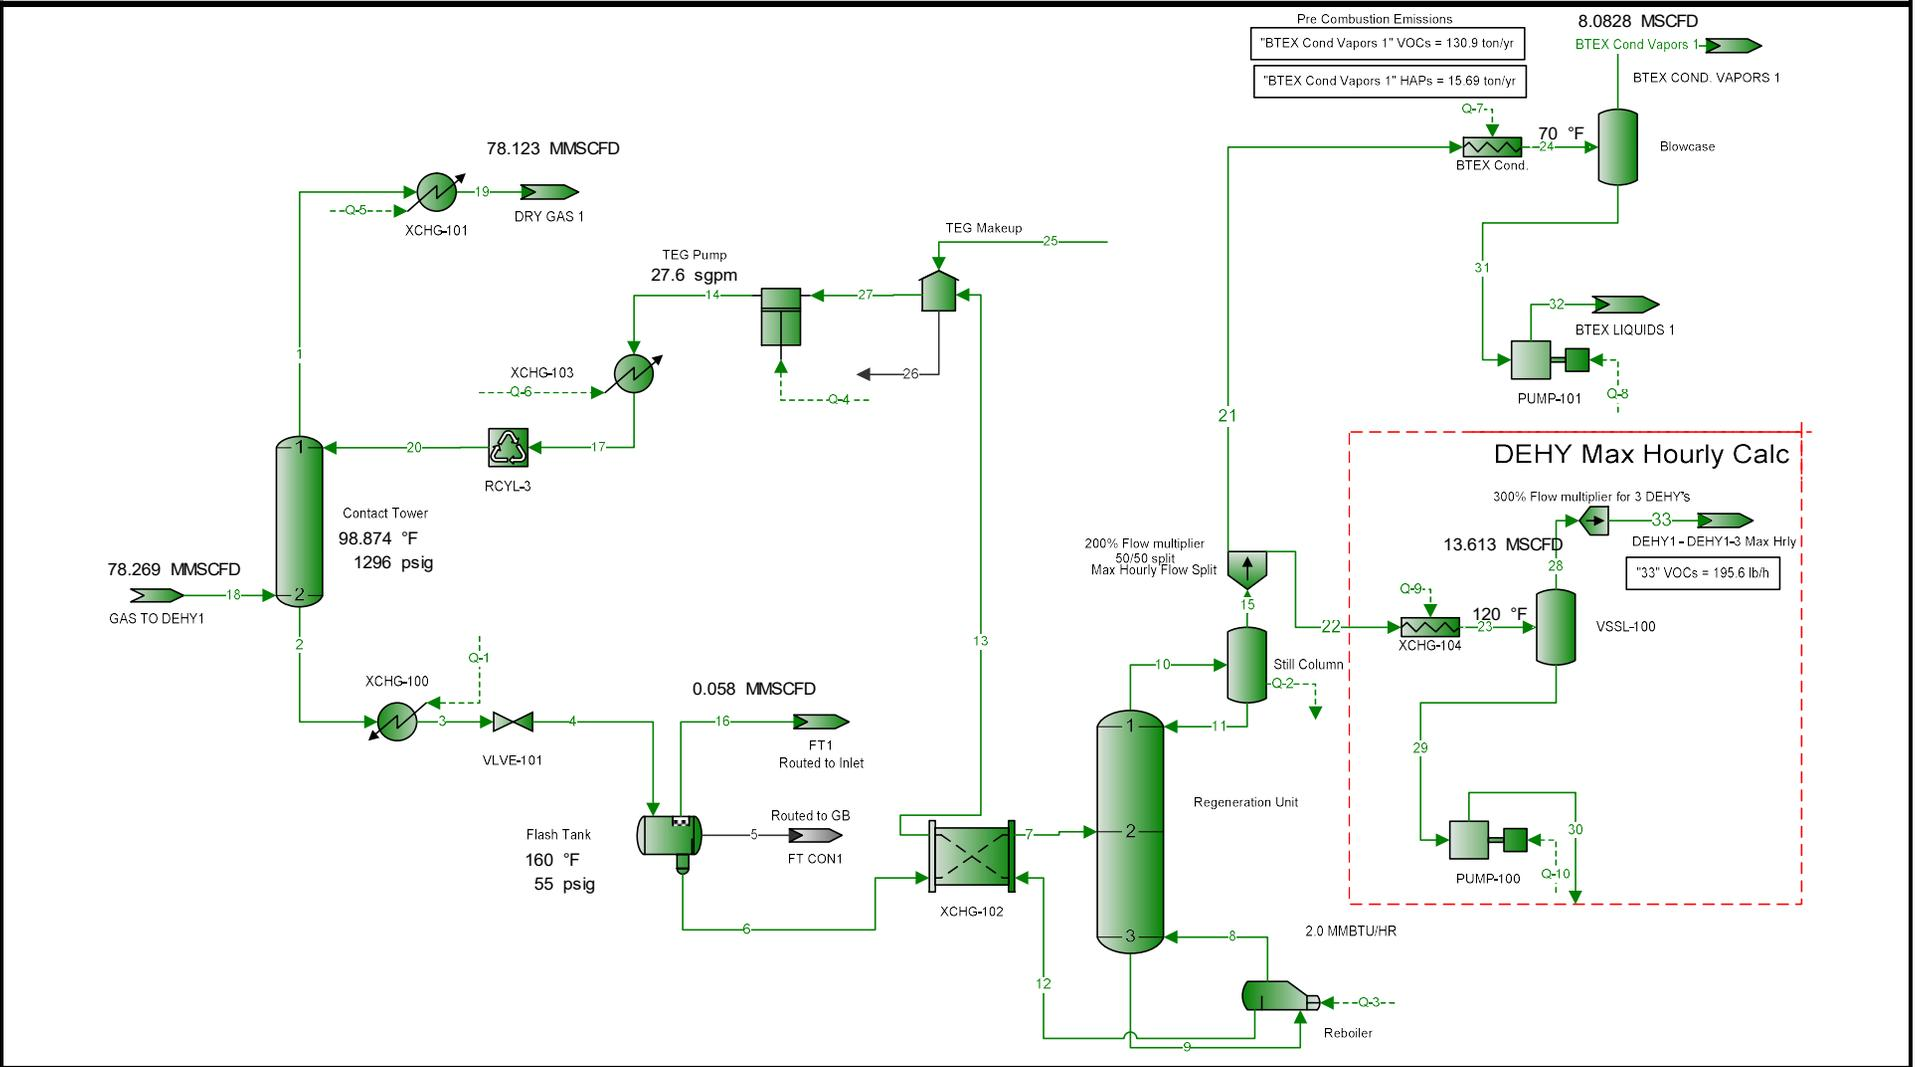 Pre Combustion Emissions
"BTEX Cond Vapors 1" VOCs = 130.9 ton/yr
"BTEX Cond Vapors 1" HAPs = 15.69 ton/yr
8.0828 MSCFD
BTEX Cond Vapors 1
BTEX COND. VAPORS 1
Q-7
70 °F
24
BTEX Cond.
Blowcase
78.123 MMSCFD
19
DRY GAS 1
Q-5
XCHG-101
TEG Makeup
25
TEG Pump
27.6 sgpm
14
27
31
32
BTEX LIQUIDS 1
1
XCHG-103
Q-6
26
Q-4
PUMP-101
Q-8
21
1
20
17
RCYL-3
DEHY Max Hourly Calc
300% Flow multiplier for 3 DEHY's
33
DEHY1 - DEHY1-3 Max Hrly
13.613 MSCFD
28
"33" VOCs = 195.6 lb/h
Contact Tower
98.874 °F
1296 psig
78.269 MMSCFD
18
GAS TO DEHY1
2
2
200% Flow multiplier
50/50 split
Max Hourly Flow Split
15
22
Q-9
120 °F
23
XCHG-104
VSSL-100
13
10
Still Column
Q-2
11
Q-1
XCHG-100
3
4
VLVE-101
0.058 MMSCFD
16
FT1
Routed to Inlet
1
29
Regeneration Unit
Routed to GB
5
FT CON1
Flash Tank
160 °F
55 psig
7
2
30
PUMP-100
Q-10
XCHG-102
6
3
8
2.0 MMBTU/HR
12
Q-3
Reboiler
9